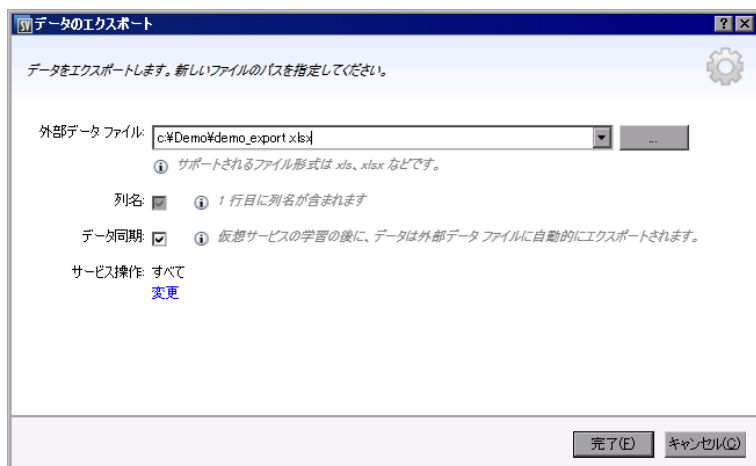 SV データのエクスポート
データをエクスポートします。新しいファイルのパスを指定してください。
外部データ ファイル: c:¥Demo¥demo_export.xlsx ...
サポートされるファイル形式は xls、xlsx などです。
列名: 1 行目に列名が含まれます
データ同期: 仮想サービスの学習の後に、データは外部データ ファイルに自動的にエクスポートされます。
サービス操作: すべて
変更
完了(E) キャンセル(C)